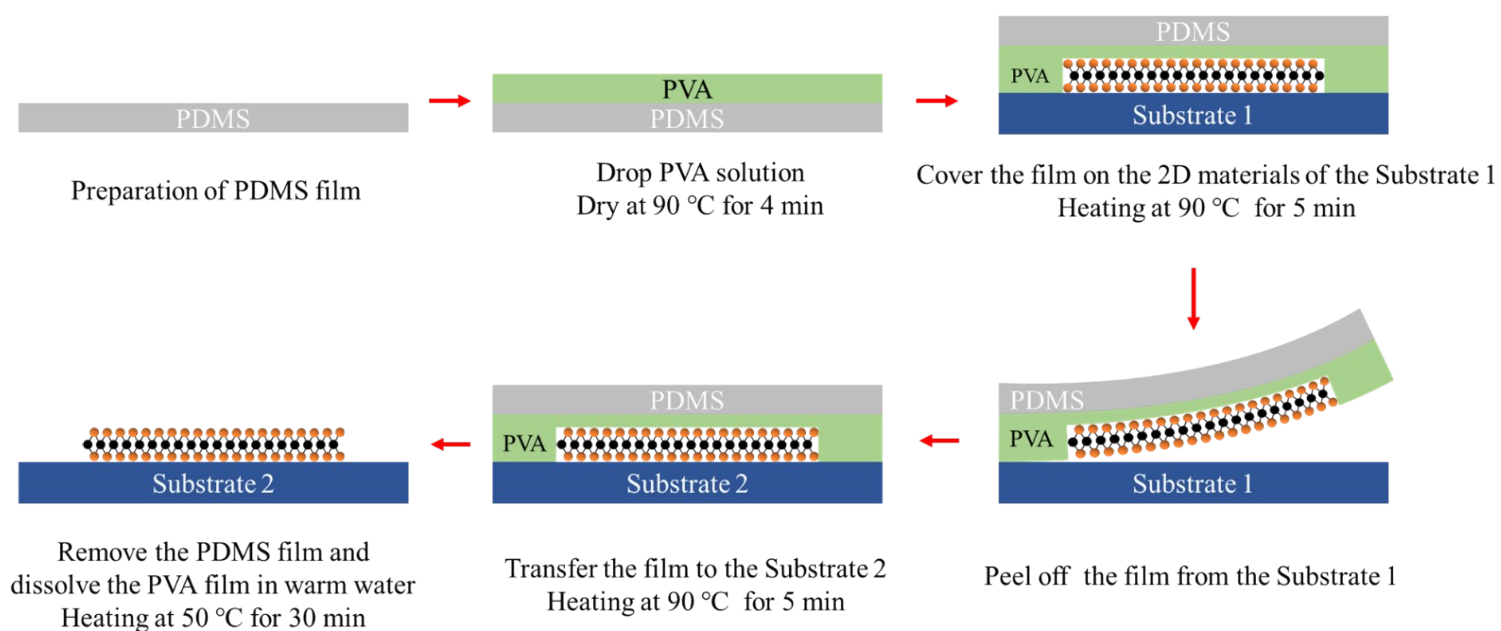 PDMS
Preparation of PDMS film
PVA
PDMS
Drop PVA solution
Dry at 90 ℃ for 4 min
PDMS
PVA
Substrate 1
Cover the film on the 2D materials of the Substrate 1
Heating at 90 ℃ for 5 min
PDMS
PVA
Substrate 1
Peel off the film from the Substrate 1
PDMS
PVA
Substrate 2
Transfer the film to the Substrate 2
Heating at 90 ℃ for 5 min
Substrate 2
Remove the PDMS film and
dissolve the PVA film in warm water
Heating at 50 ℃ for 30 min